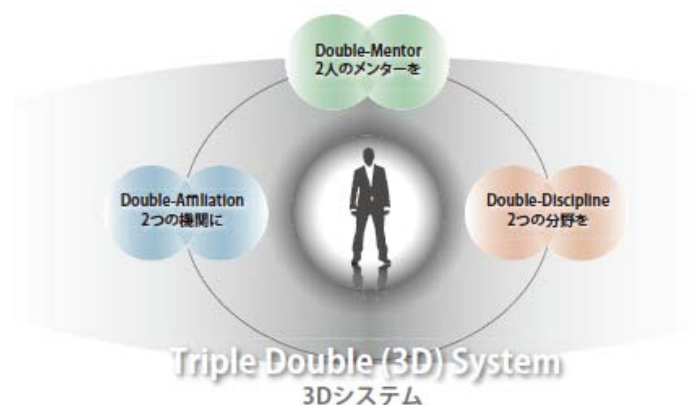 Double-Mentor
2人のメンターを
Double-Affiliation
2つの機関に
Double-Discipline
2つの分野を
Triple Double (3D) System
3Dシステム